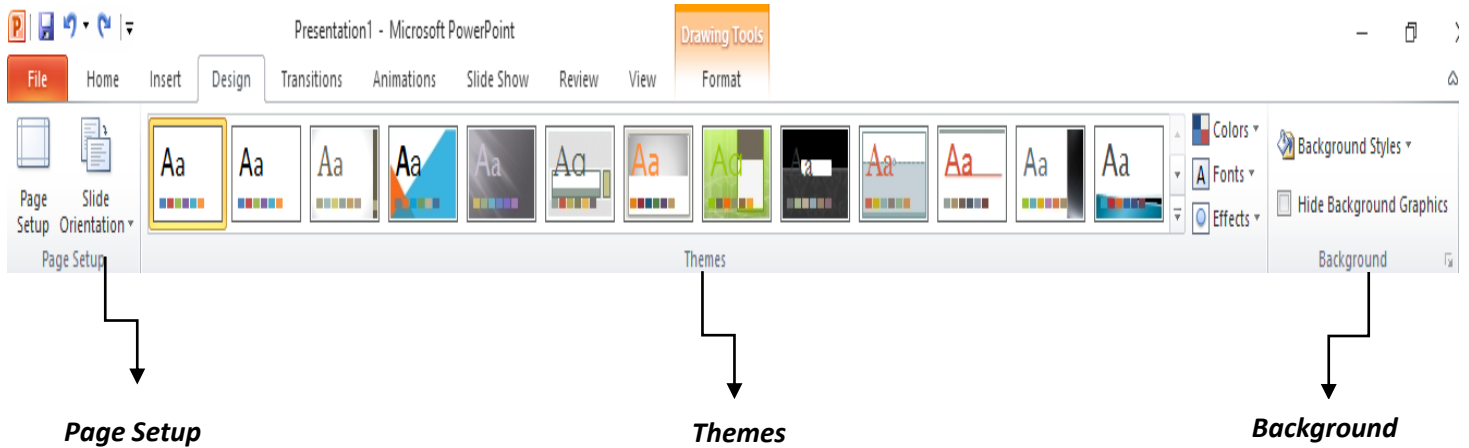 Presentation1 - Microsoft PowerPoint
Drawing Tools
File Home Insert Design Transitions Animations Slide Show Review View Format
Aa Aa Aa Aa Aa Aa Aa Aa Aa Aa Aa Aa Aa
Colors
Fonts
Effects
Background Styles
Hide Background Graphics
Page Setup
Slide Orientation
Page Setup Themes Background
Page Setup Themes Background